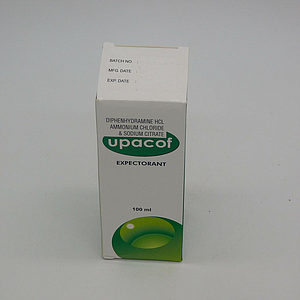 BATCH NO :
MFG. DATE :
EXP. DATE :
DIPHENHYDRAMINE HCL
AMMONIUM CHLORIDE
& SODIUM CITRATE
upacof
EXPECTORANT
100 ml